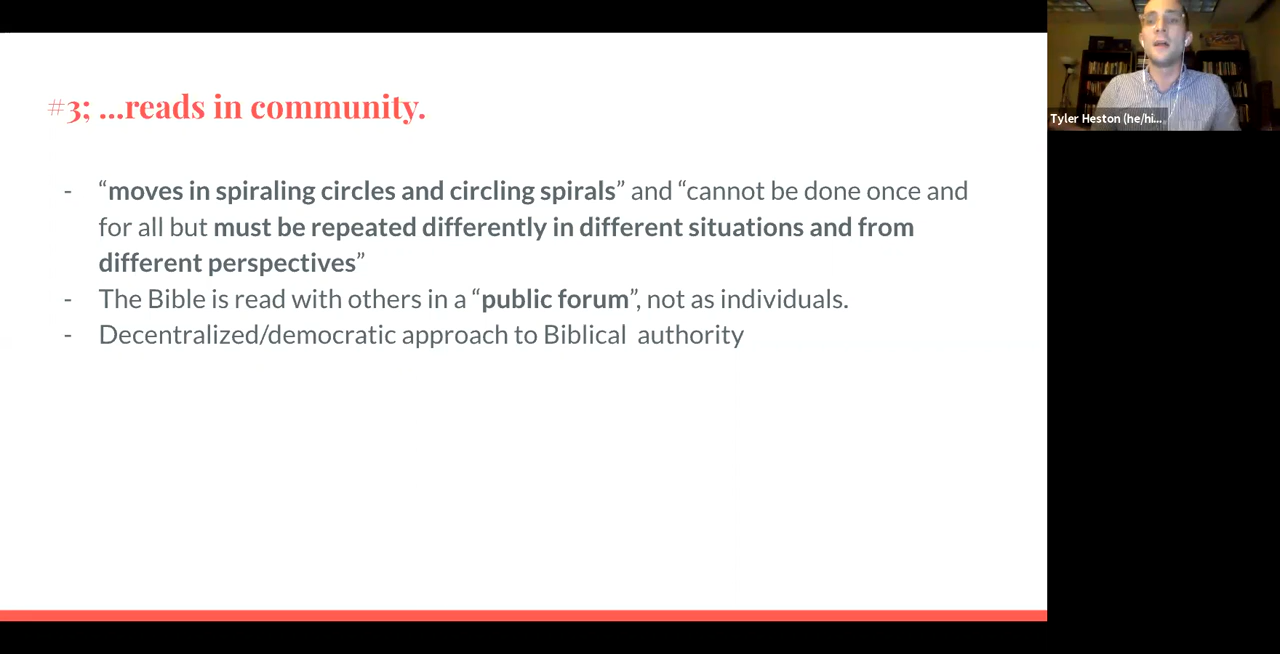 #3; ...reads in community.
- “moves in spiraling circles and circling spirals” and “cannot be done once and
for all but must be repeated differently in different situations and from
different perspectives”
- The Bible is read with others in a “public forum”, not as individuals.
- Decentralized/democratic approach to Biblical  authority
Tyler Heston (he/hi...